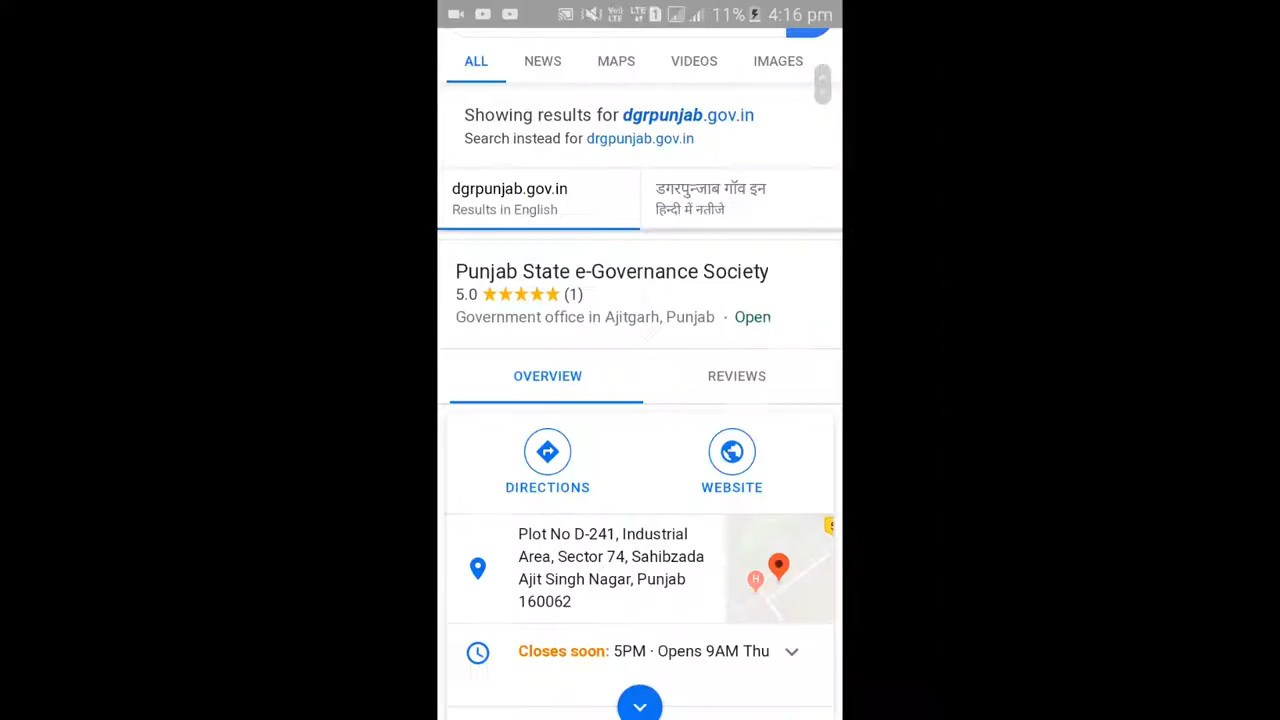 11% 4:16 pm
ALL NEWS MAPS VIDEOS IMAGES
Showing results for dgrpunjab.gov.in
Search instead for drgpunjab.gov.in
dgrpunjab.gov.in
Results in English
डगरपुन्जाब गॉव इन
हिन्दी में नतीजे
Punjab State e-Governance Society
5.0 ★★★★★ (1)
Government office in Ajitgarh, Punjab · Open
OVERVIEW REVIEWS
DIRECTIONS WEBSITE
Plot No D-241, Industrial
Area, Sector 74, Sahibzada
Ajit Singh Nagar, Punjab
160062
H
Closes soon: 5PM · Opens 9AM Thu